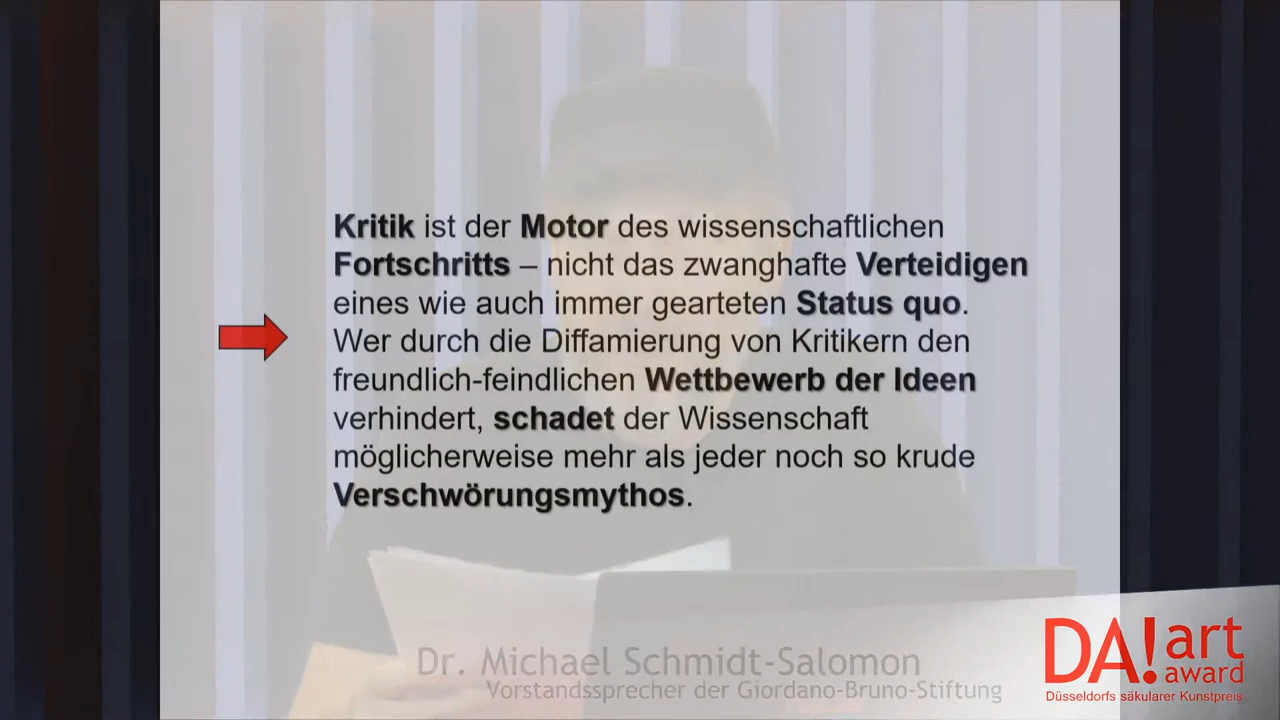 Kritik ist der Motor des wissenschaftlichen
Fortschritts – nicht das zwanghafte Verteidigen
eines wie auch immer gearteten Status quo.
Wer durch die Diffamierung von Kritikern den
freundlich-feindlichen Wettbewerb der Ideen
verhindert, schadet der Wissenschaft
möglicherweise mehr als jeder noch so krude
Verschwörungsmythos.
Dr. Michael Schmidt-Salomon
Vorstandssprecher der Giordano-Bruno-Stiftung
DA!art
award
Düsseldorfs säkularer Kunstpreis